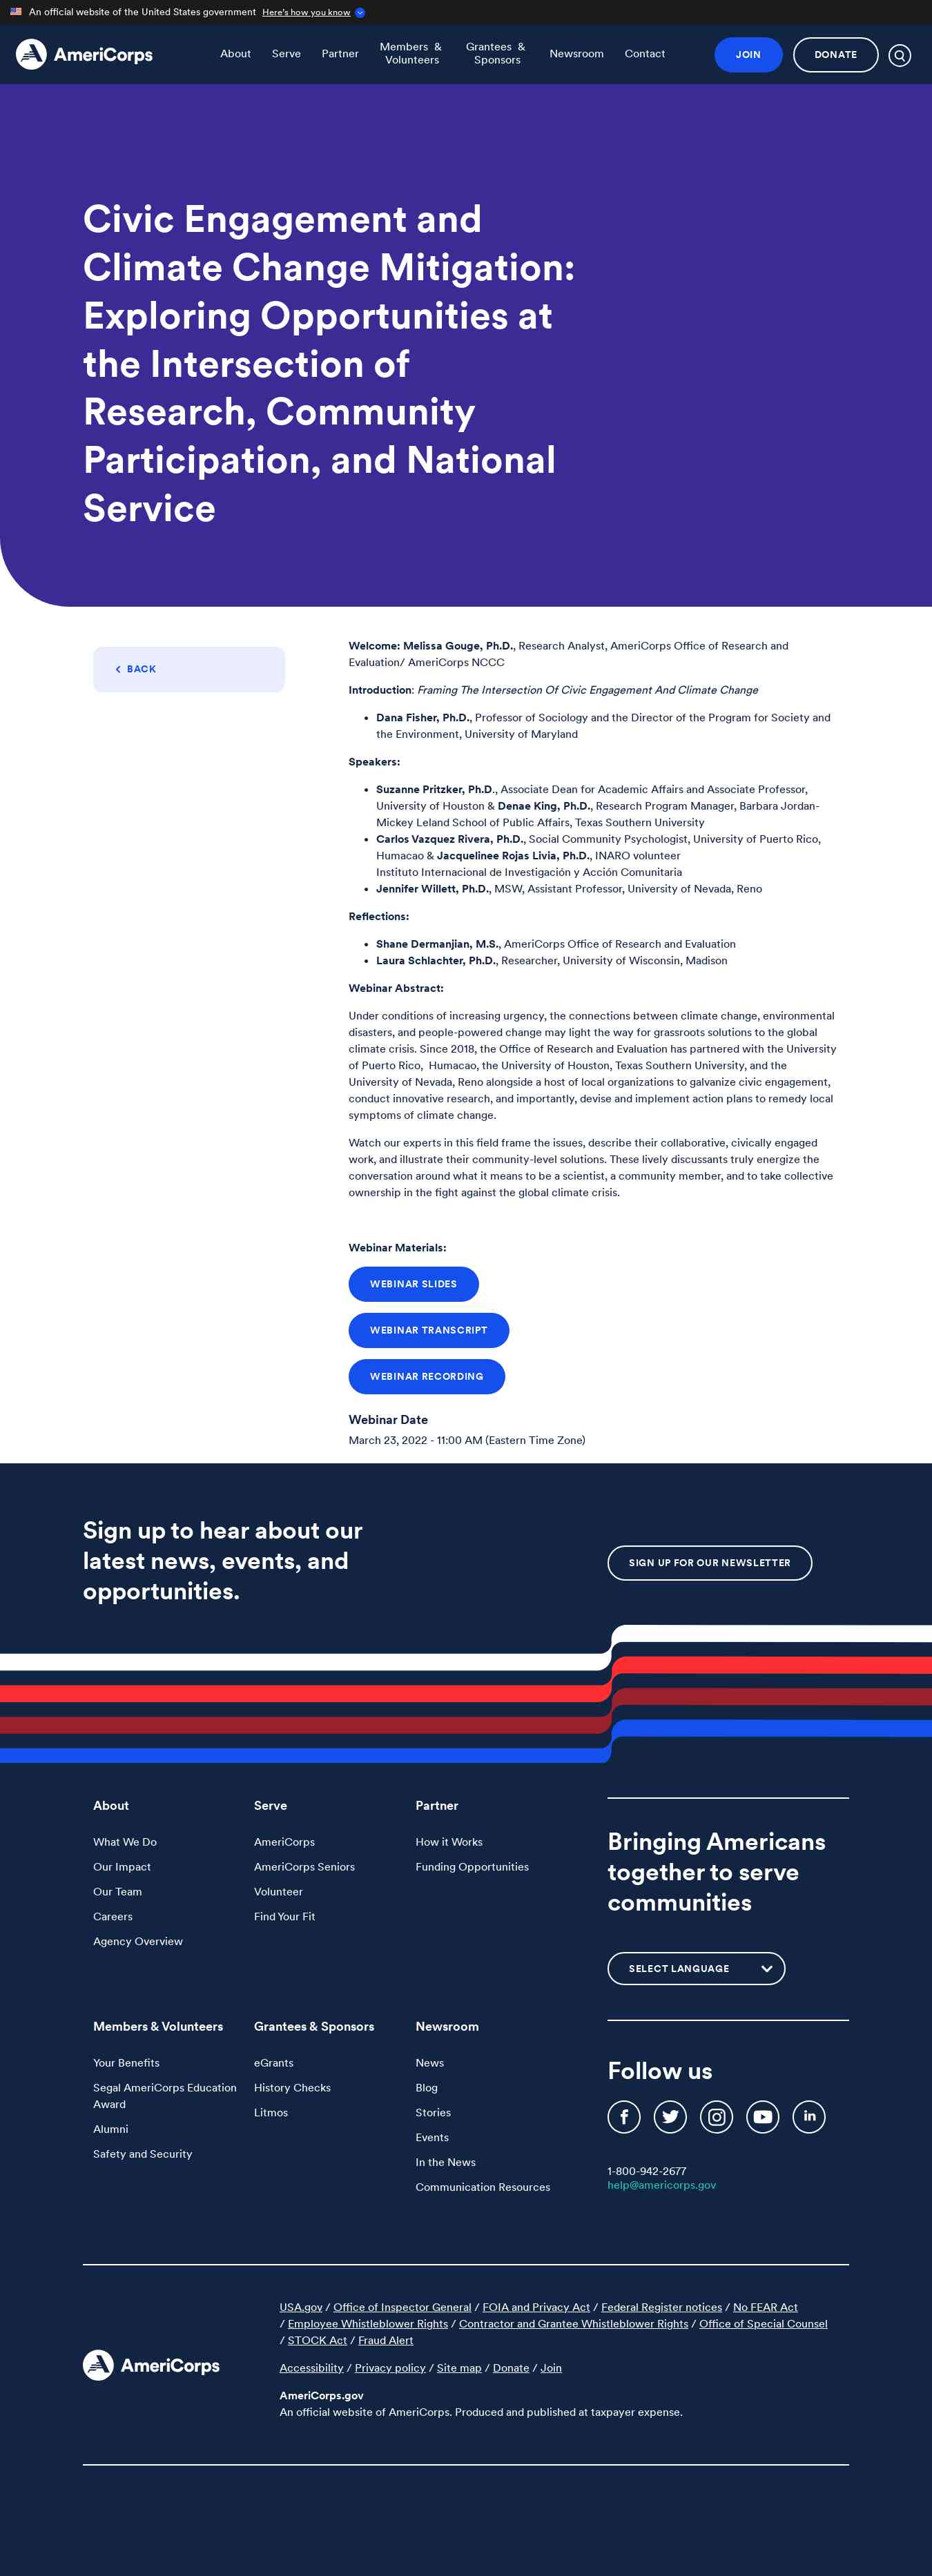 An official website of the United States government Here's how you know
AmeriCorps
About
Serve
Partner
Members &
Volunteers
Grantees &
Sponsors
Newsroom
Contact
JOIN
DONATE
Civic Engagement and
Climate Change Mitigation:
Exploring Opportunities at
the Intersection of
Research, Community
Participation, and National
Service
BACK
Welcome: Melissa Gouge, Ph.D., Research Analyst, AmeriCorps Office of Research and
Evaluation/ AmeriCorps NCCC
Introduction: Framing The Intersection Of Civic Engagement And Climate Change
• Dana Fisher, Ph.D., Professor of Sociology and the Director of the Program for Society and
the Environment, University of Maryland
Speakers:
• Suzanne Pritzker, Ph.D., Associate Dean for Academic Affairs and Associate Professor,
University of Houston & Denae King, Ph.D., Research Program Manager, Barbara Jordan-
Mickey Leland School of Public Affairs, Texas Southern University
• Carlos Vazquez Rivera, Ph.D., Social Community Psychologist, University of Puerto Rico,
Humacao & Jacquelinee Rojas Livia, Ph.D., INARO volunteer
Instituto Internacional de Investigación y Acción Comunitaria
• Jennifer Willett, Ph.D., MSW, Assistant Professor, University of Nevada, Reno
Reflections:
• Shane Dermanjian, M.S., AmeriCorps Office of Research and Evaluation
• Laura Schlachter, Ph.D., Researcher, University of Wisconsin, Madison
Webinar Abstract:
Under conditions of increasing urgency, the connections between climate change, environmental
disasters, and people-powered change may light the way for grassroots solutions to the global
climate crisis. Since 2018, the Office of Research and Evaluation has partnered with the University
of Puerto Rico, Humacao, the University of Houston, Texas Southern University, and the
University of Nevada, Reno alongside a host of local organizations to galvanize civic engagement,
conduct innovative research, and importantly, devise and implement action plans to remedy local
symptoms of climate change.
Watch our experts in this field frame the issues, describe their collaborative, civically engaged
work, and illustrate their community-level solutions. These lively discussants truly energize the
conversation around what it means to be a scientist, a community member, and to take collective
ownership in the fight against the global climate crisis.
Webinar Materials:
WEBINAR SLIDES
WEBINAR TRANSCRIPT
WEBINAR RECORDING
Webinar Date
March 23, 2022 - 11:00 AM (Eastern Time Zone)
Sign up to hear about our
latest news, events, and
opportunities.
SIGN UP FOR OUR NEWSLETTER
About
What We Do
Our Impact
Our Team
Careers
Agency Overview
Serve
AmeriCorps
AmeriCorps Seniors
Volunteer
Find Your Fit
Partner
How it Works
Funding Opportunities
Bringing Americans
together to serve
communities
SELECT LANGUAGE
Members & Volunteers
Your Benefits
Segal AmeriCorps Education
Award
Alumni
Safety and Security
Grantees & Sponsors
eGrants
History Checks
Litmos
Newsroom
News
Blog
Stories
Events
In the News
Communication Resources
Follow us
1-800-942-2677
help@americorps.gov
AmeriCorps
USA.gov / Office of Inspector General / FOIA and Privacy Act / Federal Register notices / No FEAR Act
/ Employee Whistleblower Rights / Contractor and Grantee Whistleblower Rights / Office of Special Counsel
/ STOCK Act / Fraud Alert
Accessibility / Privacy policy / Site map / Donate / Join
AmeriCorps.gov
An official website of AmeriCorps. Produced and published at taxpayer expense.